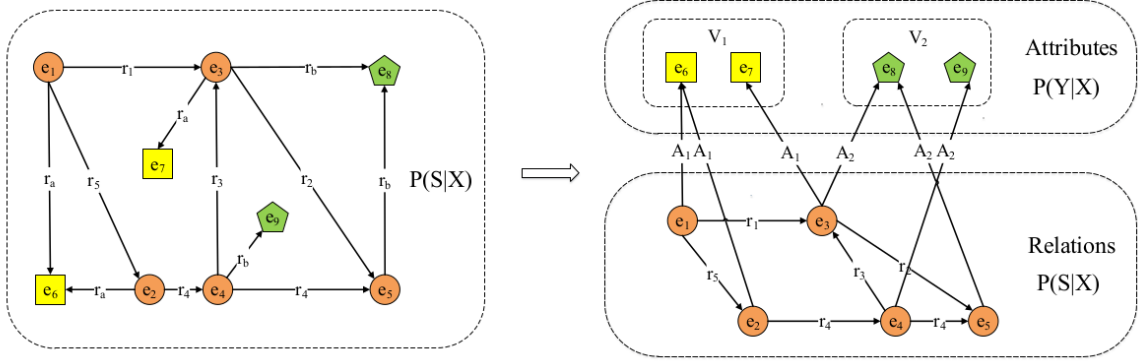 e1 r1 e3 rb e8
ra
e7
ra r5 r3 r2 rb P(S|X)
e9
rb
e6 ra e2 r4 e4 r4 e5
V1 V2
Attributes
e6 e7 e8 e9
P(Y|X)
A1 A1 A1 A2 A2 A2
e1 r1 e3
Relations
r5 r3 r2
P(S|X)
e2 r4 e4 r4 e5